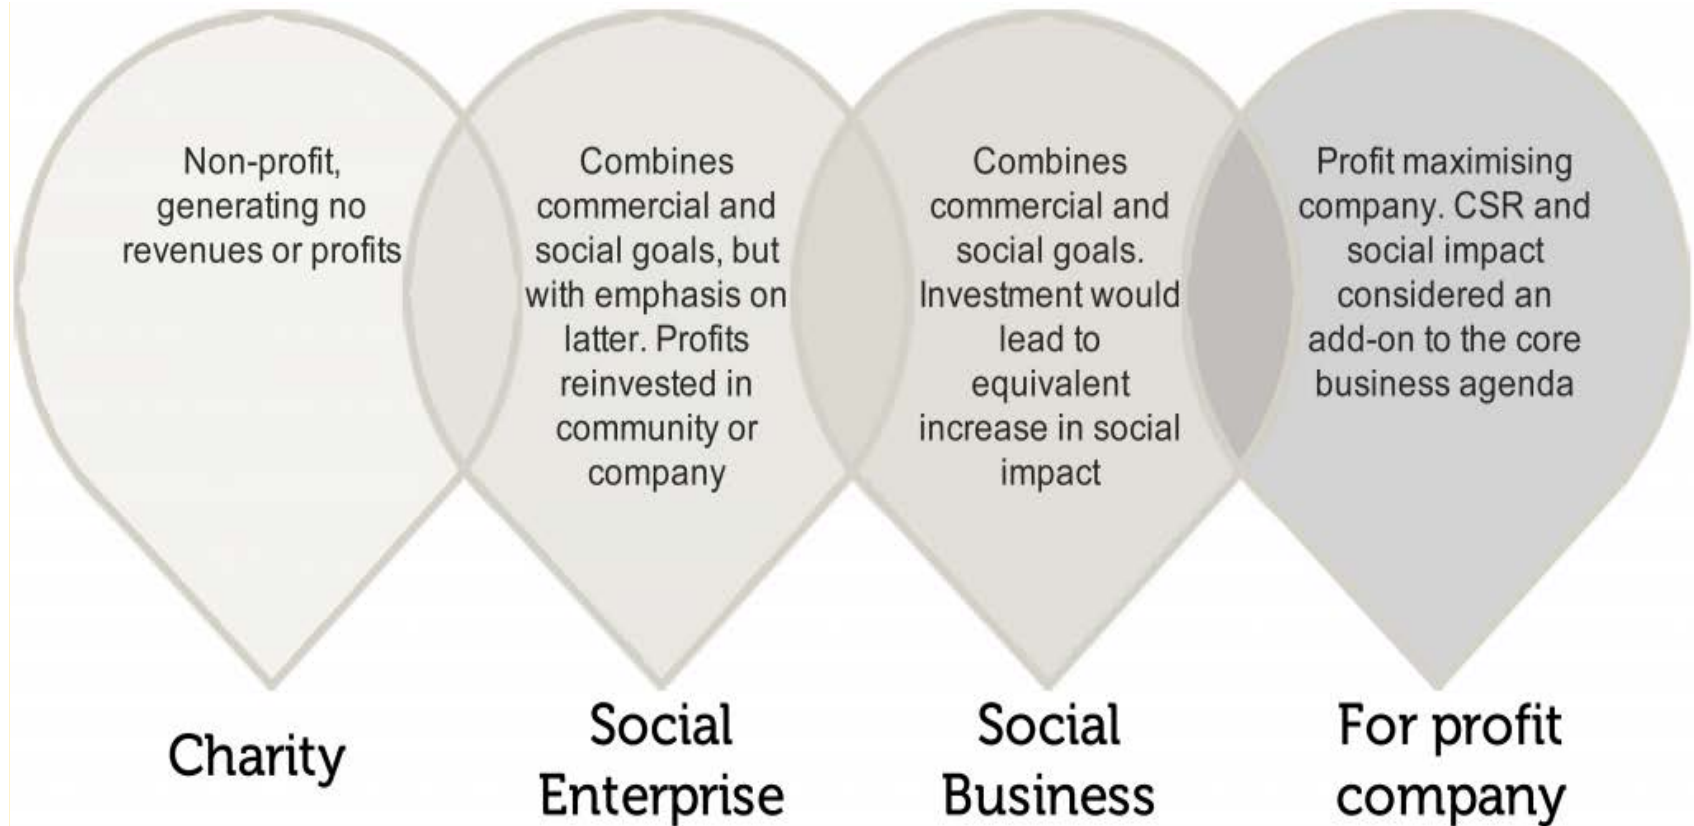 Non-profit,
generating no
revenues or profits
Combines
commercial and
social goals, but
with emphasis on
latter. Profits
reinvested in
community or
company
Combines
commercial and
social goals.
Investment would
lead to
equivalent
increase in social
impact
Profit maximising
company. CSR and
social impact
considered an
add-on to the core
business agenda
Charity
Social
Enterprise
Social
Business
For profit
company